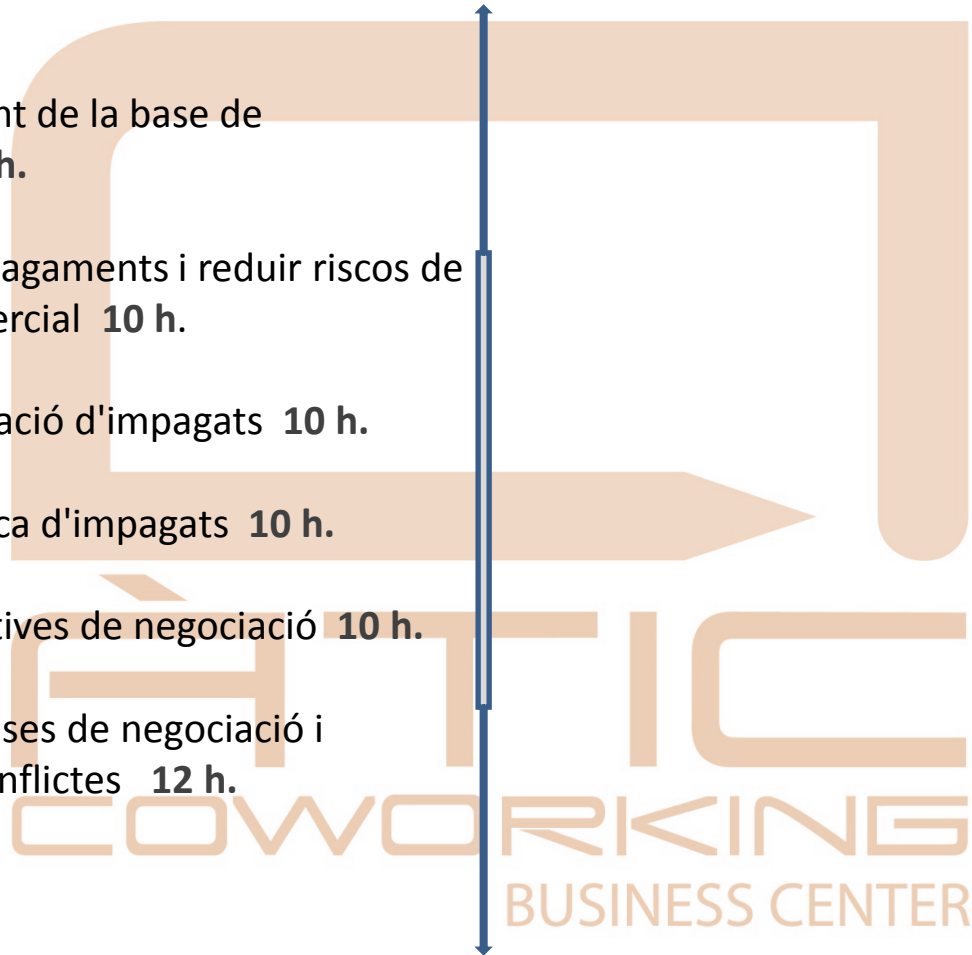 nt de la base de
h.
agaments i reduir riscos de
ercial 10 h.
ació d'impagats 10 h.
ca d'impagats 10 h.
tives de negociació 10 h.
ses de negociació i
nflictes 12 h.
ÀTIC
COWORKING
BUSINESS CENTER